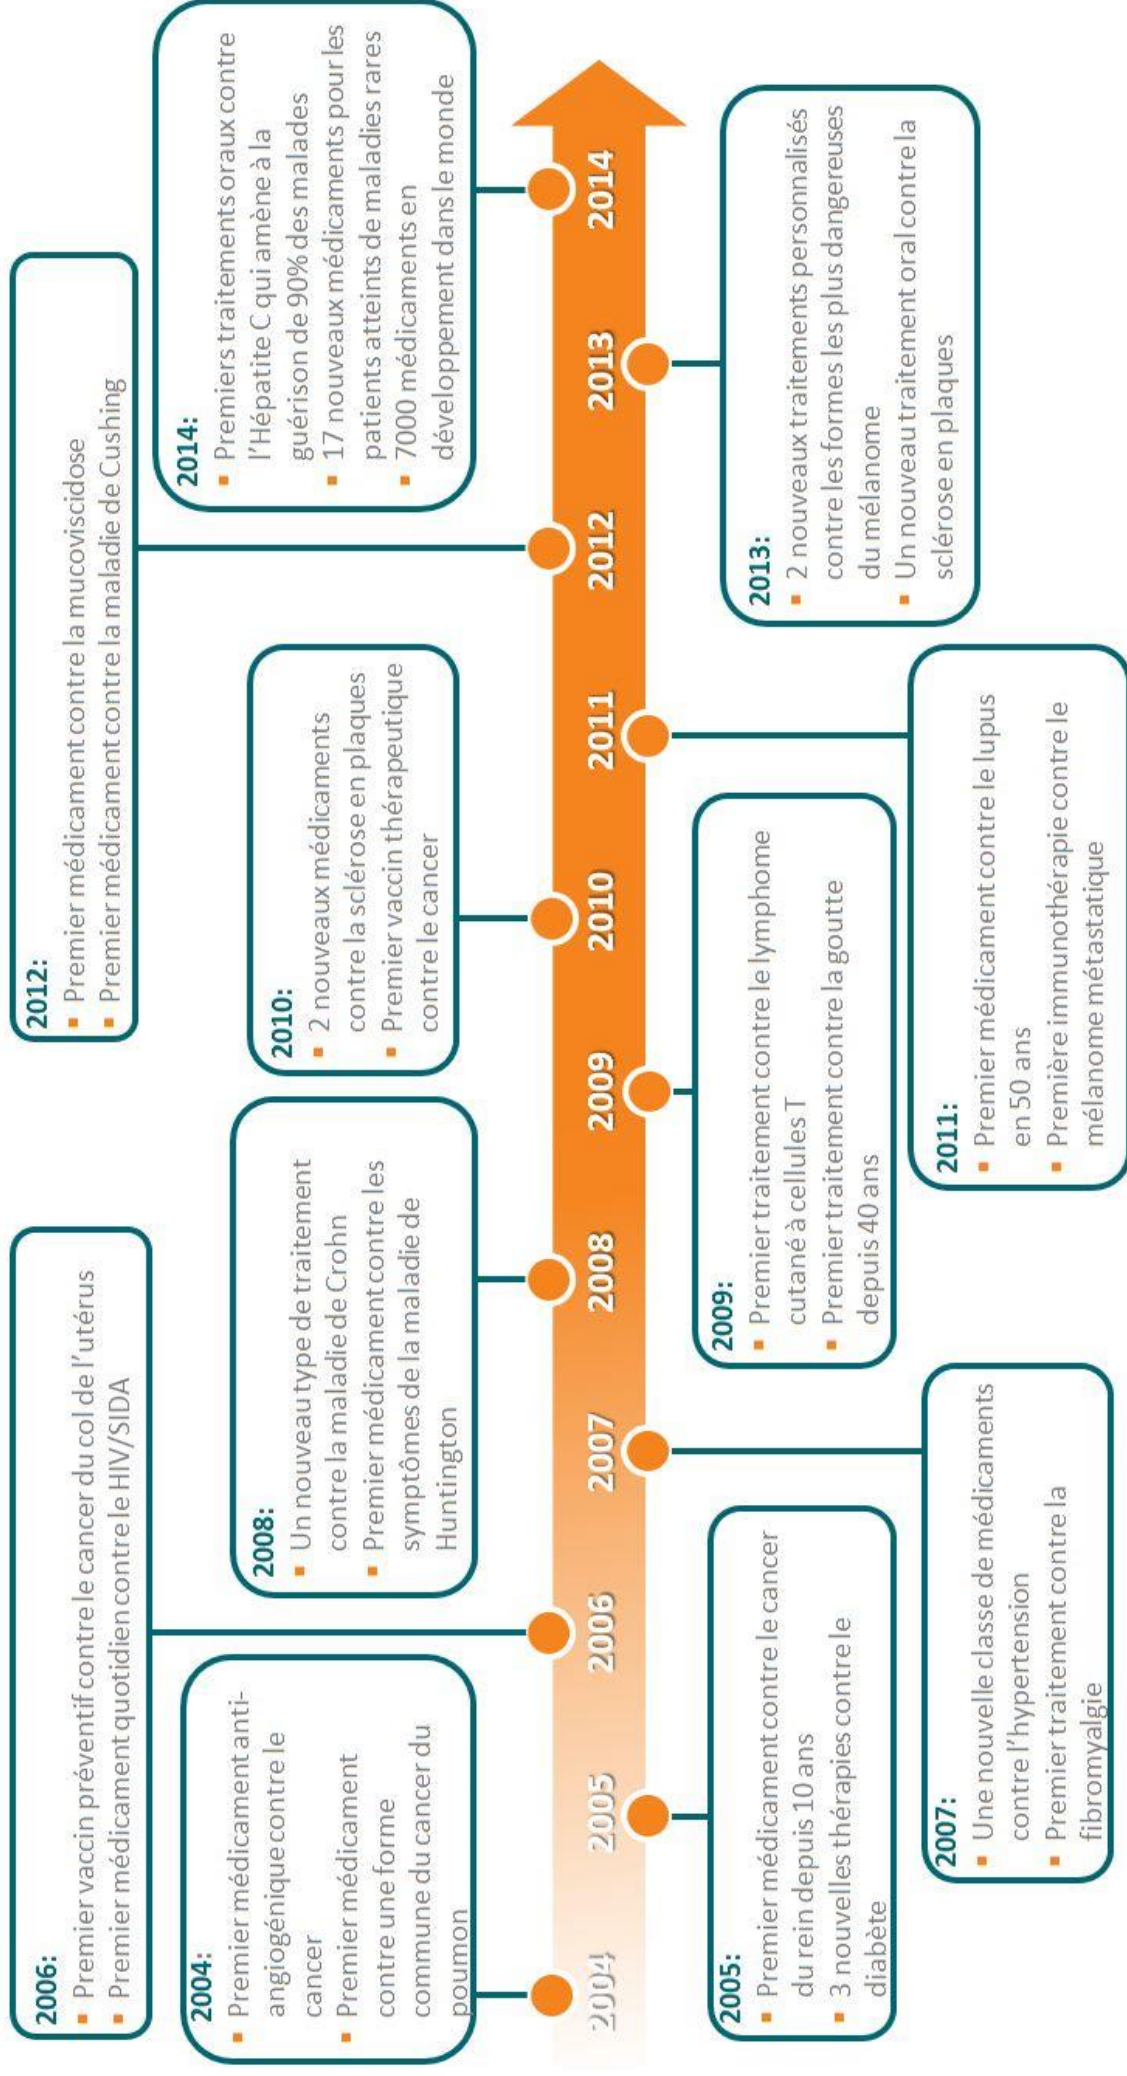 2006:
▪ Premier vaccin préventif contre le cancer du col de l'utérus
▪ Premier médicament quotidien contre le HIV/SIDA
2012:
▪ Premier médicament contre la mucoviscidose
▪ Premier médicament contre la maladie de Cushing
2004:
▪ Premier médicament anti-
angiogénique contre le
cancer
▪ Premier médicament
contre une forme
commune du cancer du
poumon
2008:
▪ Un nouveau type de traitement
contre la maladie de Crohn
▪ Premier médicament contre les
symptômes de la maladie de
Huntington
2010:
▪ 2 nouveaux médicaments
contre la sclérose en plaques
▪ Premier vaccin thérapeutique
contre le cancer
2014:
▪ Premiers traitements oraux contre
l'Hépatite C qui amène à la
guérison de 90% des malades
▪ 17 nouveaux médicaments pour les
patients atteints de maladies rares
▪ 7000 médicaments en
développement dans le monde
2004 2005 2006 2007 2008 2009 2010 2011 2012 2013 2014
2005:
▪ Premier médicament contre le cancer
du rein depuis 10 ans
▪ 3 nouvelles thérapies contre le
diabète
2007:
▪ Une nouvelle classe de médicaments
contre l'hypertension
▪ Premier traitement contre la
fibromyalgie
2009:
▪ Premier traitement contre le lymphome
cutané à cellules T
▪ Premier traitement contre la goutte
depuis 40 ans
2011:
▪ Premier médicament contre le lupus
en 50 ans
▪ Première immunothérapie contre le
mélanome métastatique
2013:
▪ 2 nouveaux traitements personnalisés
contre les formes les plus dangereuses
du mélanome
▪ Un nouveau traitement oral contre la
sclérose en plaques